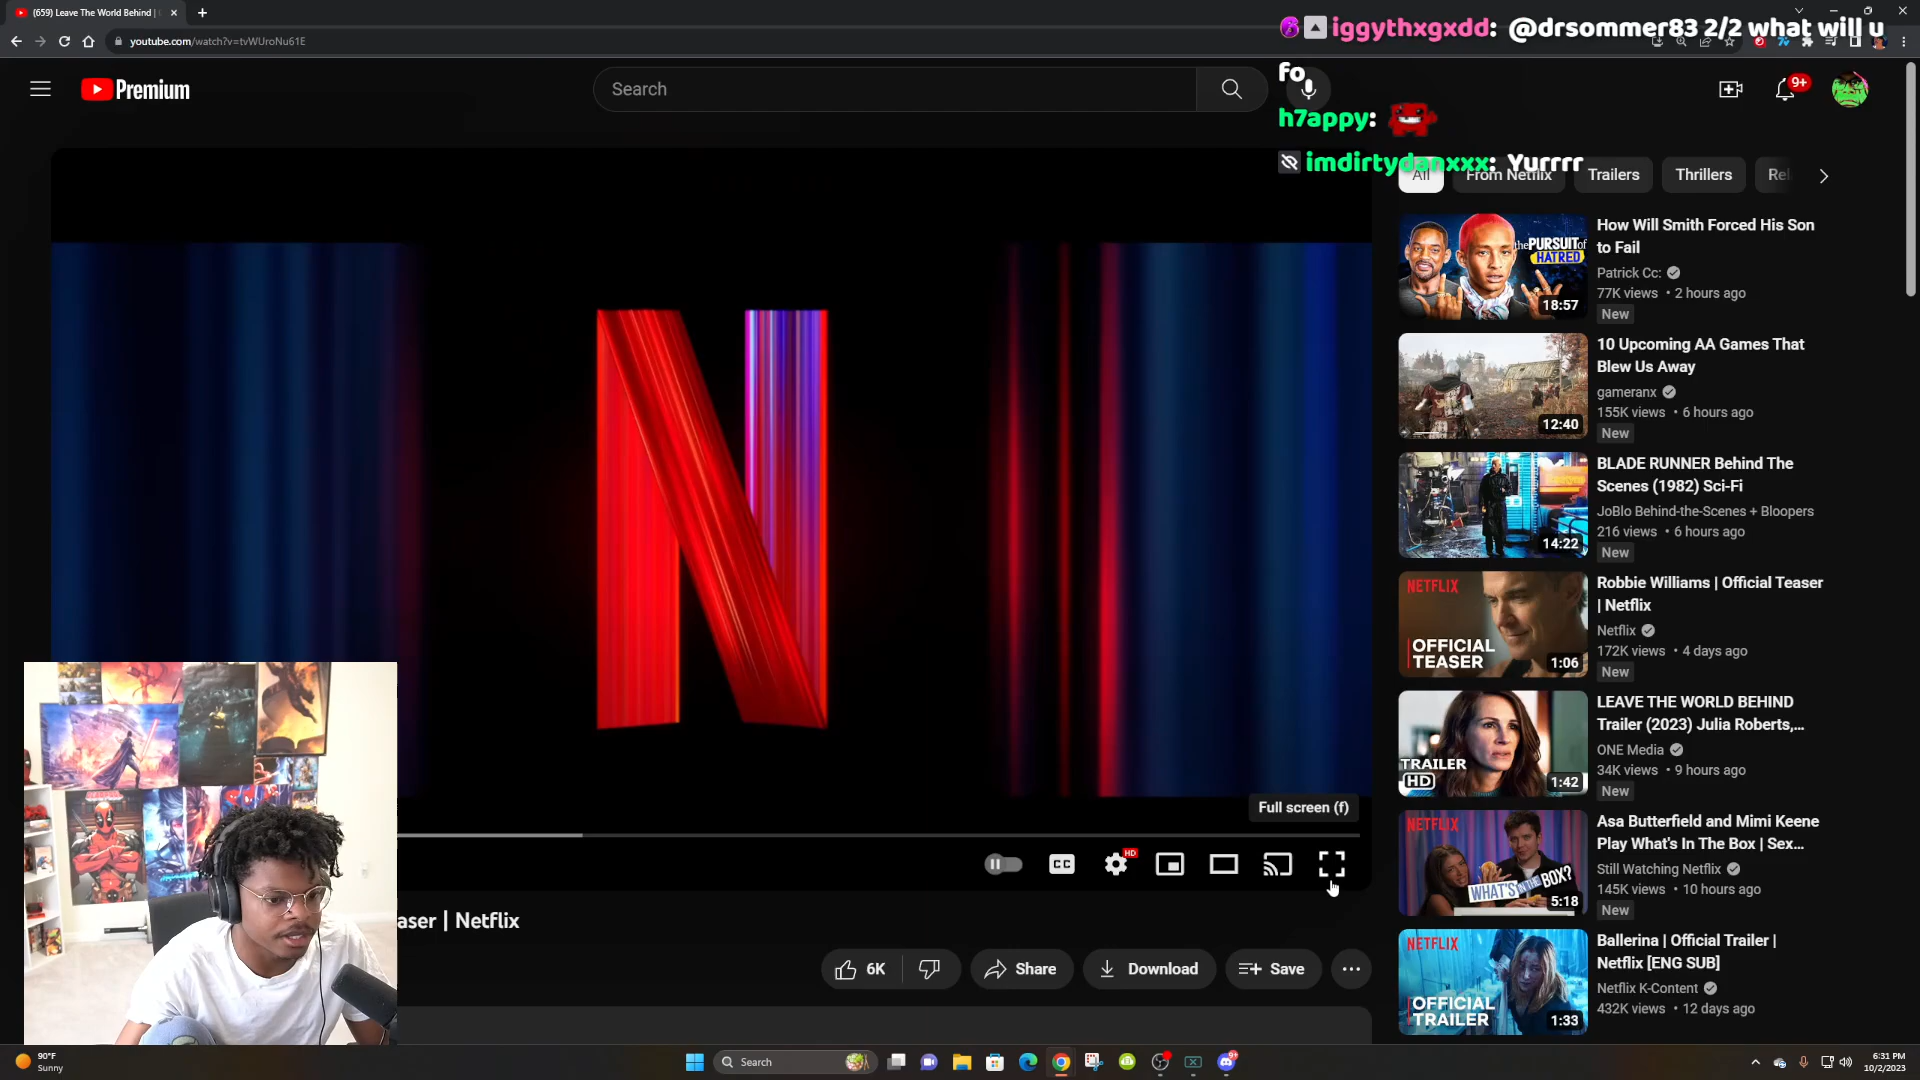 (659) Leave The World Behind |
youtube.com/watch?v=tvWUroNu61E
iggythxgxdd: @drsommer83 2/2 what will u
fo
h7appy:
imdirtydanxxx: Yurrrr
Premium
Search
9+
All
From Netflix
Trailers
Thrillers
Rel
the PURSUIT of
HATRED
18:57
How Will Smith Forced His Son
to Fail
Patrick Cc:
77K views • 2 hours ago
New
12:40
10 Upcoming AA Games That
Blew Us Away
gameranx
155K views • 6 hours ago
New
14:22
BLADE RUNNER Behind The
Scenes (1982) Sci-Fi
JoBlo Behind-the-Scenes + Bloopers
216 views • 6 hours ago
New
NETFLIX
OFFICIAL
TEASER
1:06
Robbie Williams | Official Teaser
| Netflix
Netflix
172K views • 4 days ago
New
TRAILER
HD
1:42
LEAVE THE WORLD BEHIND
Trailer (2023) Julia Roberts,...
ONE Media
34K views • 9 hours ago
New
NETFLIX
WHAT'S IN THE BOX?
5:18
Asa Butterfield and Mimi Keene
Play What's In The Box | Sex...
Still Watching Netflix
145K views • 10 hours ago
New
NETFLIX
OFFICIAL
TRAILER
1:33
Ballerina | Official Trailer |
Netflix [ENG SUB]
Netflix K-Content
432K views • 12 days ago
N
Full screen (f)
CC
HD
aser | Netflix
6K
Share
Download
Save
90°F
Sunny
Search
6:31 PM
10/2/2023